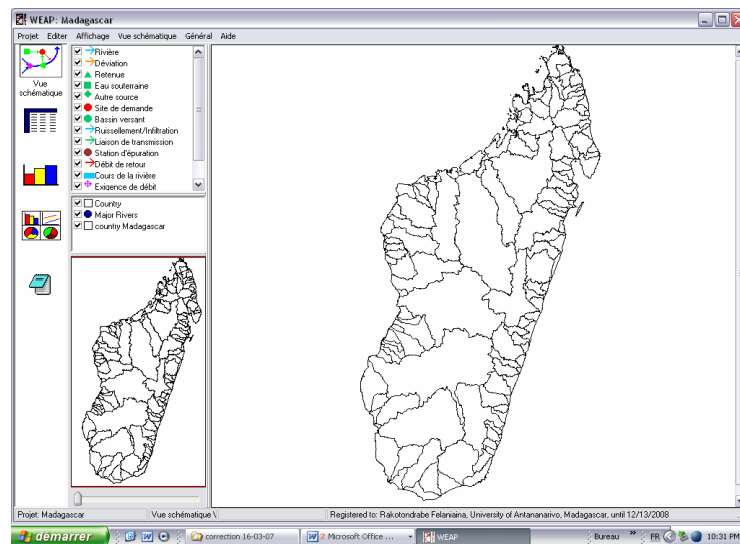 WEAP: Madagascar
Projet Editer Affichage Vue schématique Général Aide
Vue
schématique
Rivière
Déviation
Retenue
Eau souterraine
Autre source
Site de demande
Bassin versant
Ruissellement/Infiltration
Liaison de transmission
Station d'épuration
Débit de retour
Cours de la rivière
Exigence de débit
Country
Major Rivers
country Madagascar
Projet: Madagascar Vue schématique \ Registered to: Rakotondrabe Felaniaina, University of Antananarivo, Madagascar, until 12/13/2008
démarrer correction 16-03-07 2 Microsoft Office ... WEAP Bureau » FR 10:31 PM